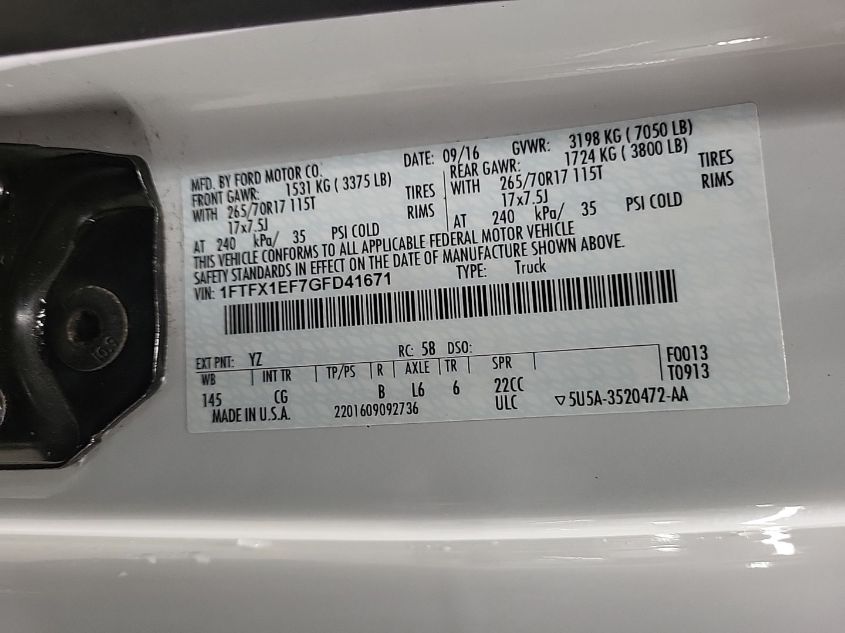 MFD. BY FORD MOTOR CO. DATE: 09/16 GVWR: 3198 KG ( 7050 LB)
FRONT GAWR: 1531 KG ( 3375 LB) REAR GAWR: 1724 KG ( 3800 LB)
WITH 265/70R17 115T TIRES WITH 265/70R17 115T TIRES
17x7.5J RIMS 17x7.5J RIMS
AT 240 kPa/ 35 PSI COLD AT 240 kPa/ 35 PSI COLD
THIS VEHICLE CONFORMS TO ALL APPLICABLE FEDERAL MOTOR VEHICLE
SAFETY STANDARDS IN EFFECT ON THE DATE OF MANUFACTURE SHOWN ABOVE.
VIN: 1FTFX1EF7GFD41671 TYPE: Truck
EXT PNT: YZ RC: 58 DSO: F0013
WB INT TR TP/PS R AXLE TR SPR T0913
145 CG B L6 6 22CC
MADE IN U.S.A. 2201609092736 ULC ▽5U5A-3520472-AA
10.9